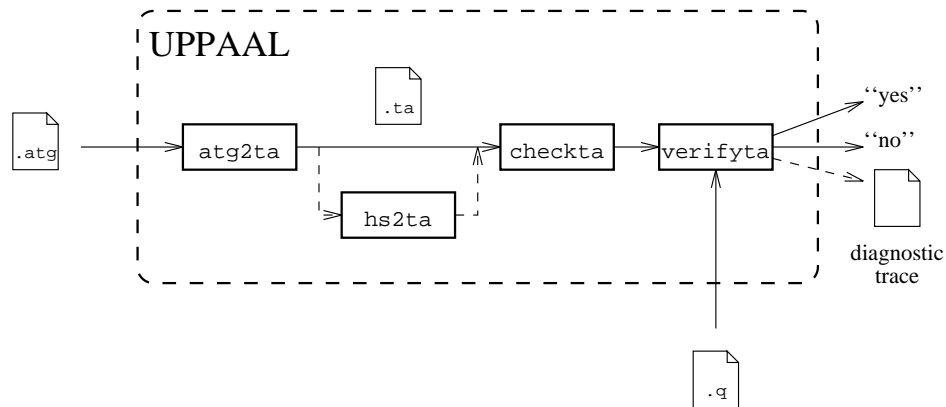 UPPAAL
.ta
‘‘yes’’
.atg
atg2ta
checkta
verifyta
‘‘no’’
hs2ta
diagnostic
trace
.q